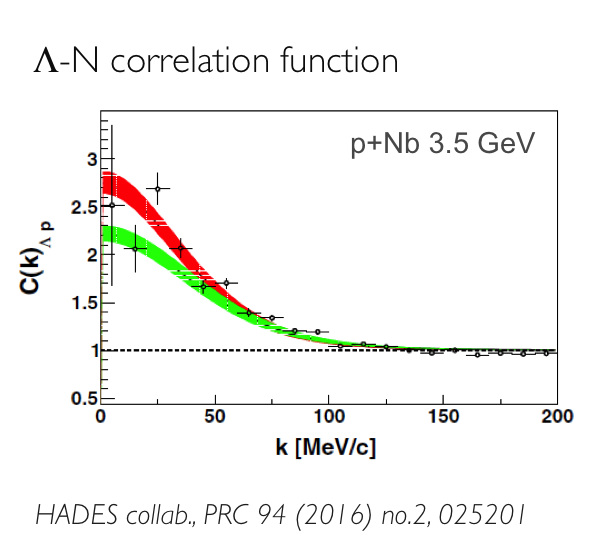 Λ-N correlation function
p+Nb 3.5 GeV
C(k)Λ p
3
2.5
2
1.5
1
0.5
0 50 100 150 200
k [MeV/c]
HADES collab., PRC 94 (2016) no.2, 025201